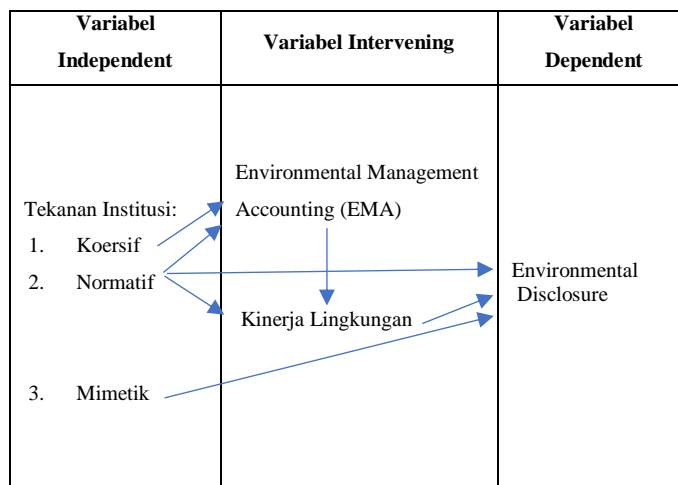 Variabel
Independent
Variabel Intervening
Variabel
Dependent
Tekanan Institusi:
1. Koersif
2. Normatif
3. Mimetik
Environmental Management
Accounting (EMA)
Kinerja Lingkungan
Environmental
Disclosure